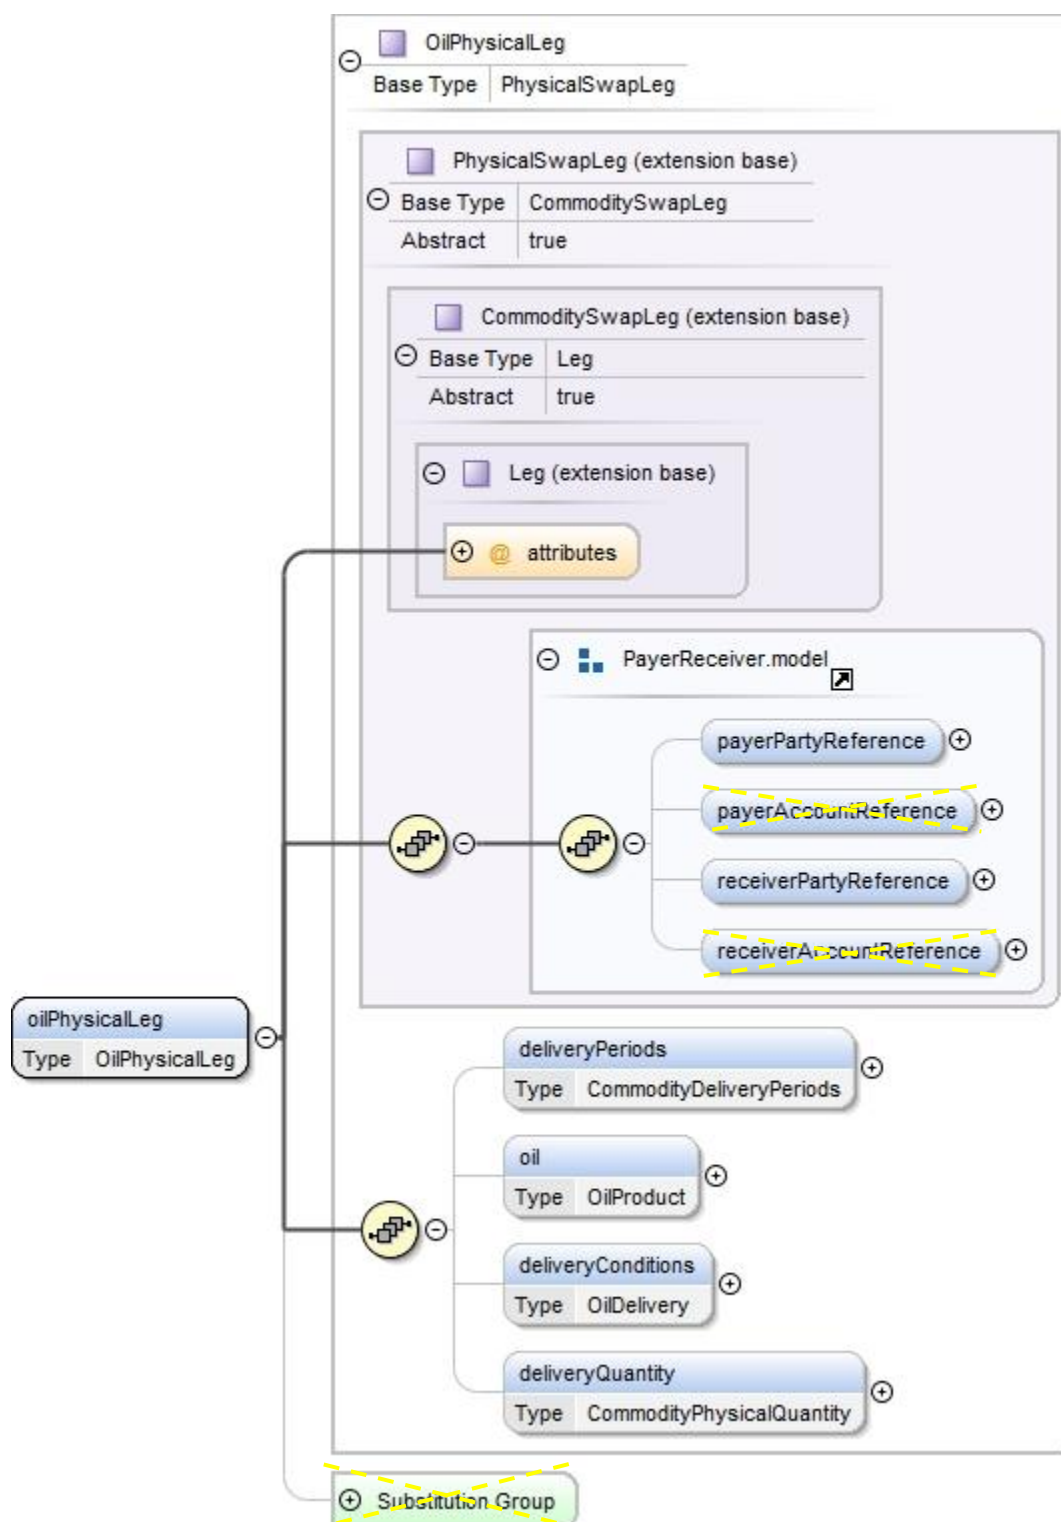 OilPhysicalLeg
Base Type PhysicalSwapLeg
PhysicalSwapLeg (extension base)
Base Type CommoditySwapLeg
Abstract true
CommoditySwapLeg (extension base)
Base Type Leg
Abstract true
Leg (extension base)
@ attributes
PayerReceiver.model
payerPartyReference
payerAccountReference
receiverPartyReference
receiverAccountReference
oilPhysicalLeg
Type OilPhysicalLeg
deliveryPeriods
Type CommodityDeliveryPeriods
oil
Type OilProduct
deliveryConditions
Type OilDelivery
deliveryQuantity
Type CommodityPhysicalQuantity
Substitution Group